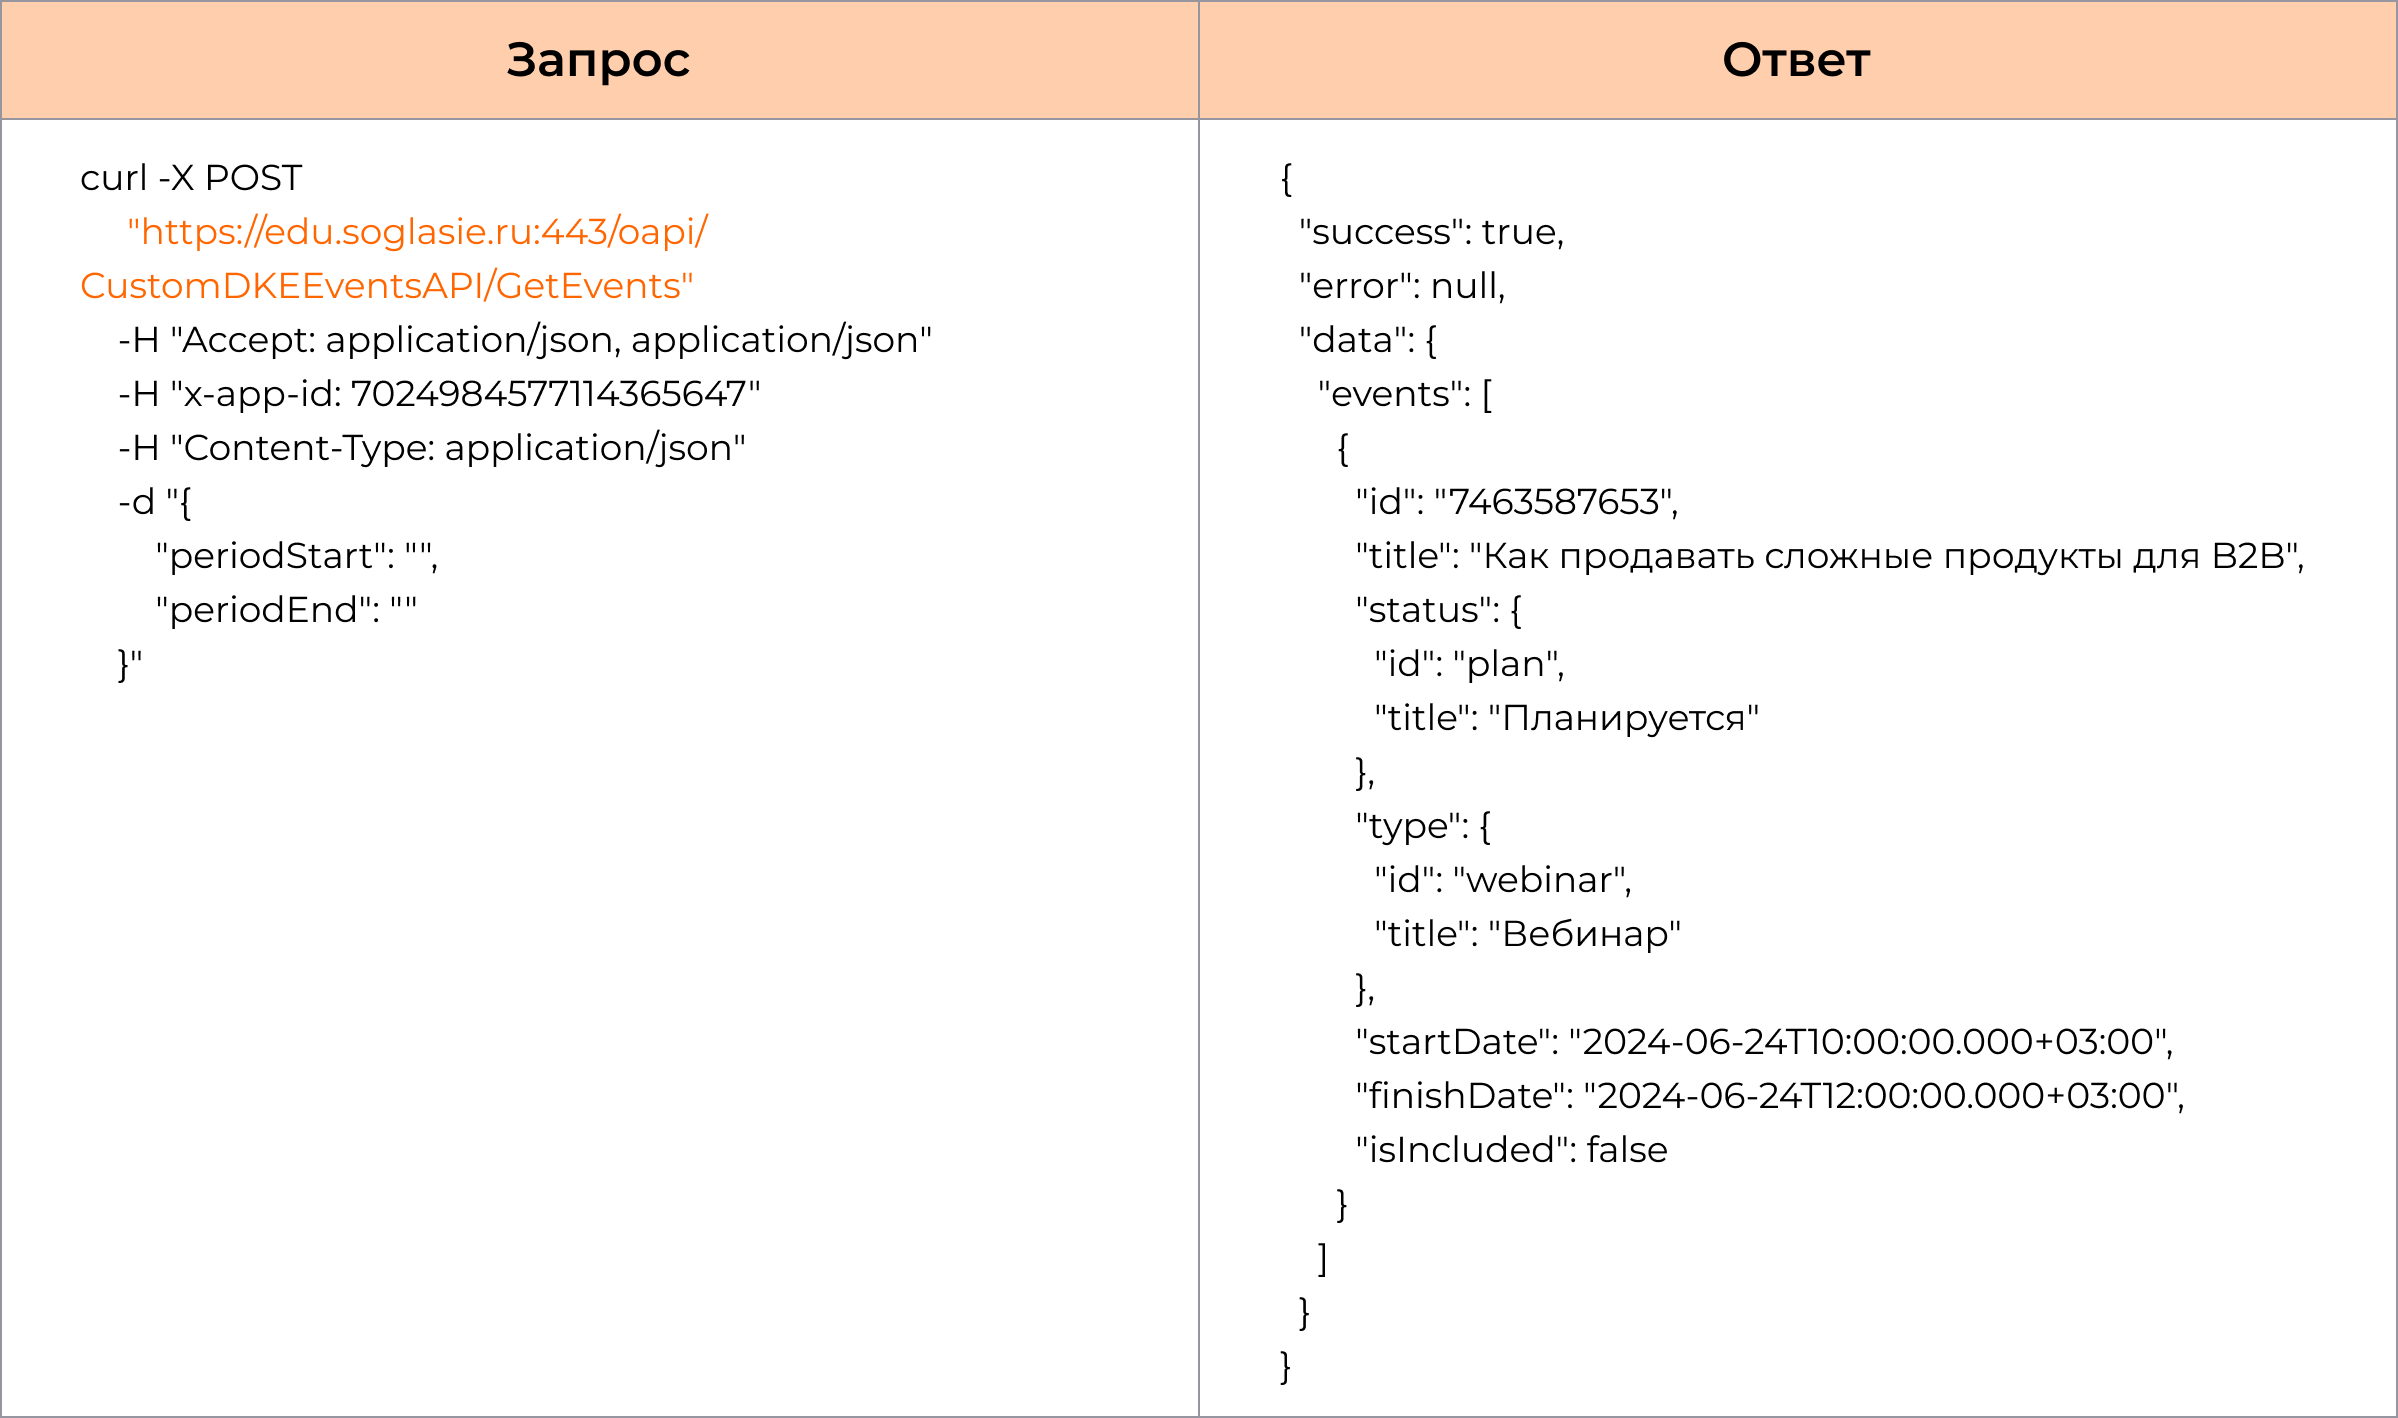 Запрос
Ответ
curl -X POST
"https://edu.soglasie.ru:443/oapi/
CustomDKEEventsAPI/GetEvents"
-H "Accept: application/json, application/json"
-H "x-app-id: 7024984577114365647"
-H "Content-Type: application/json"
-d "{
"periodStart": "",
"periodEnd": ""
}"
{
"success": true,
"error": null,
"data": {
"events": [
{
"id": "7463587653",
"title": "Как продавать сложные продукты для B2B",
"status": {
"id": "plan",
"title": "Планируется"
},
"type": {
"id": "webinar",
"title": "Вебинар"
},
"startDate": "2024-06-24T10:00:00.000+03:00",
"finishDate": "2024-06-24T12:00:00.000+03:00",
"isIncluded": false
}
]
}
}